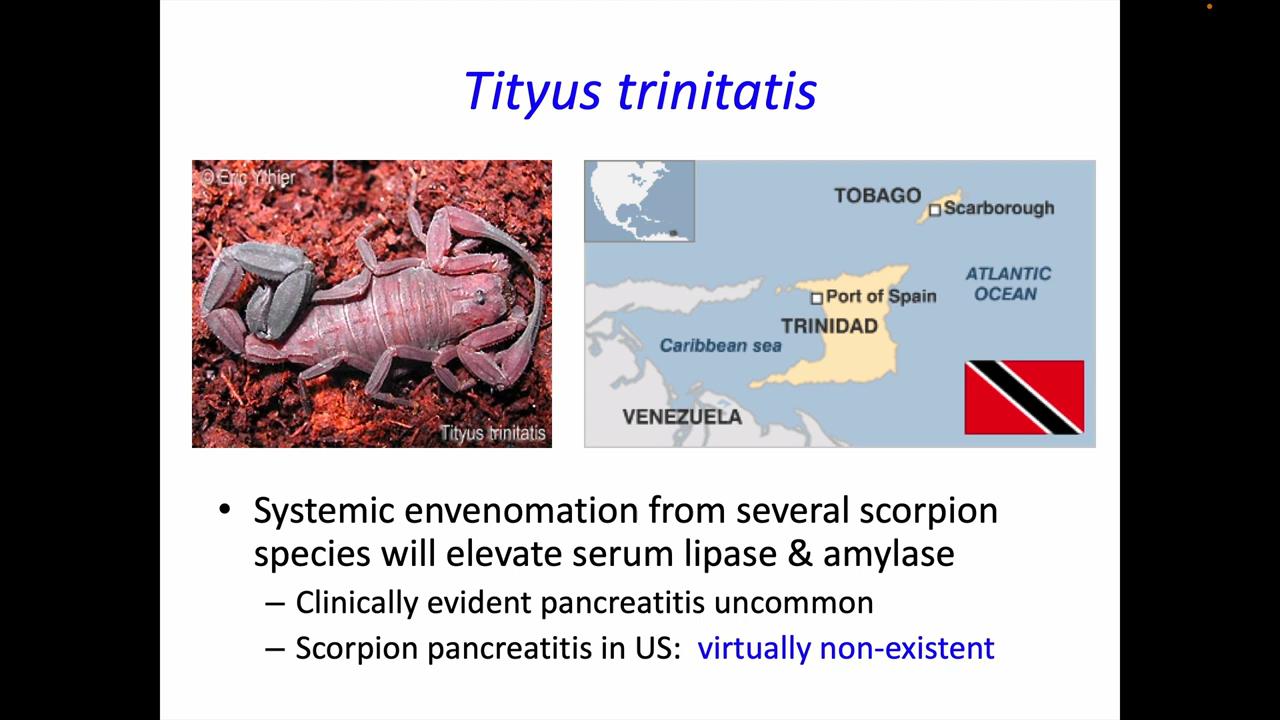 Tityus trinitatis
© Eric Ythier
Tityus trinitatis
TOBAGO
Scarborough
ATLANTIC
OCEAN
Port of Spain
TRINIDAD
Caribbean sea
VENEZUELA
• Systemic envenomation from several scorpion
species will elevate serum lipase & amylase
– Clinically evident pancreatitis uncommon
– Scorpion pancreatitis in US: virtually non-existent